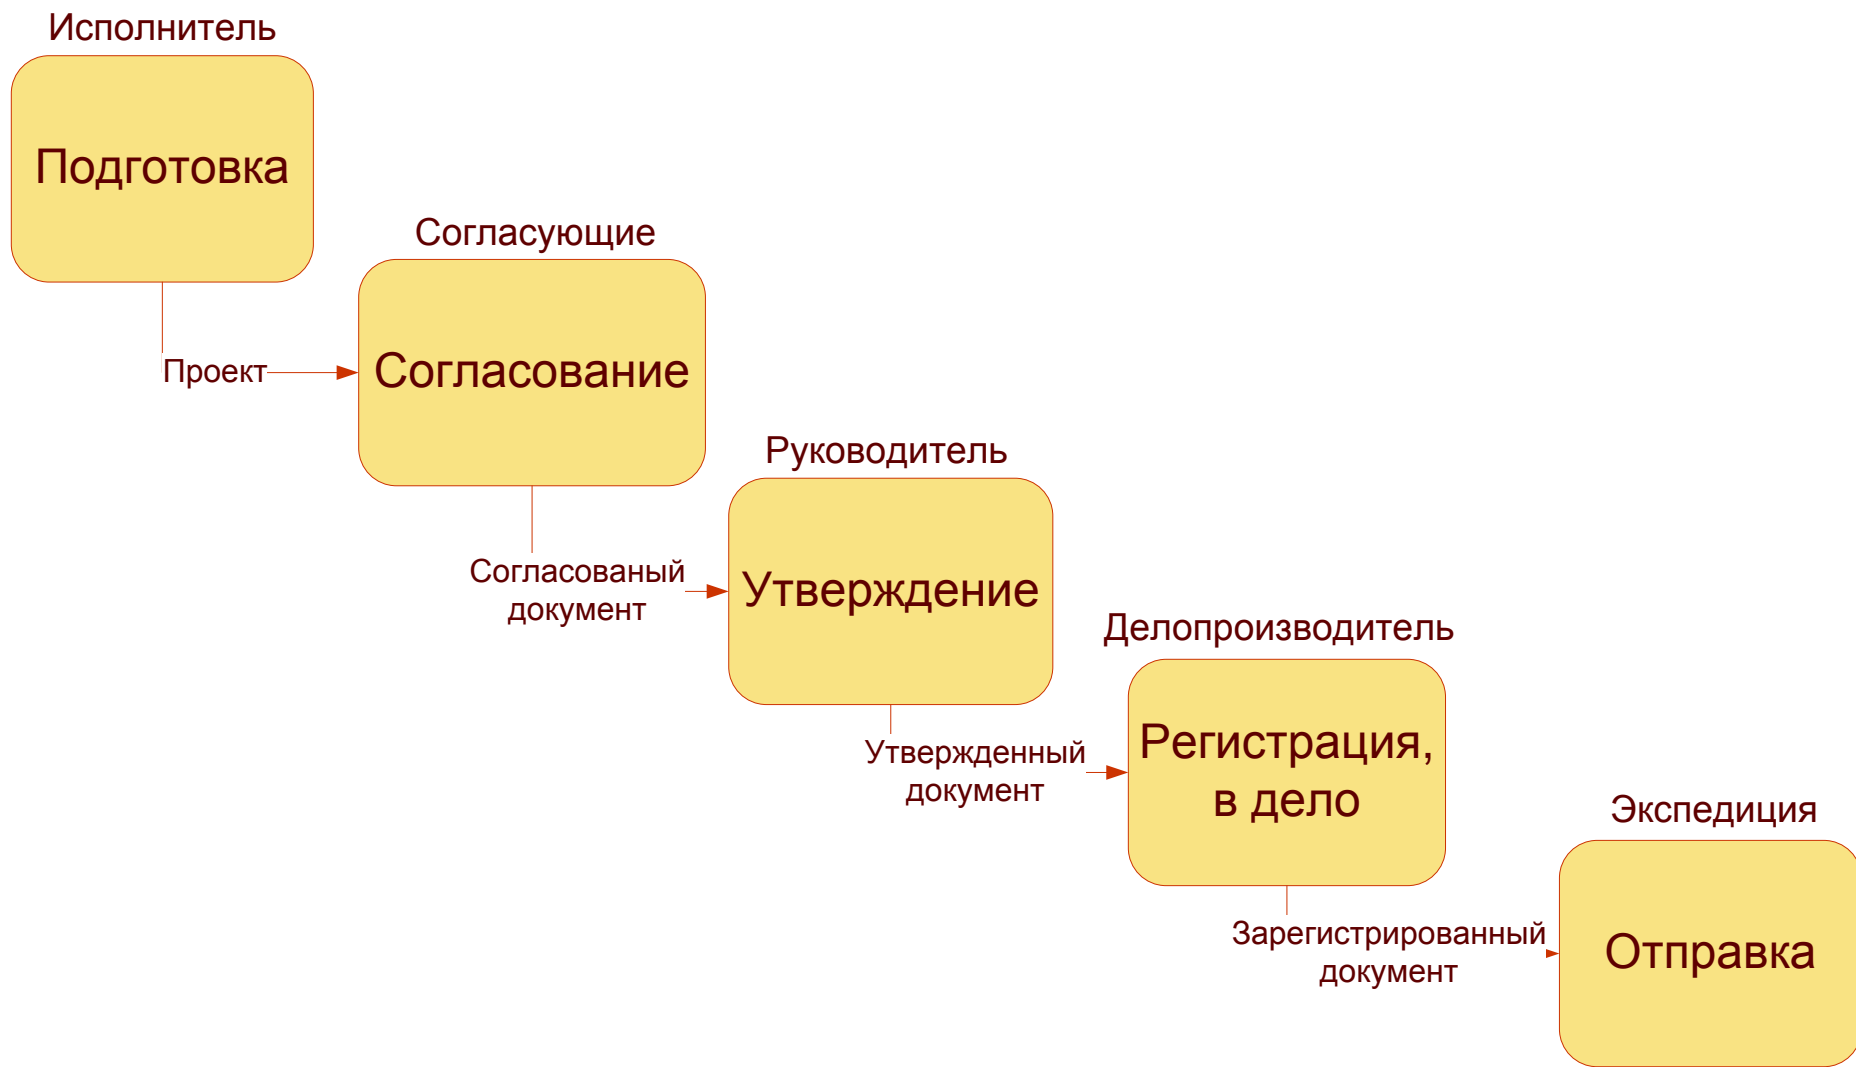 Исполнитель
Подготовка
Проект
Согласующие
Согласование
Согласованый
документ
Руководитель
Утверждение
Утвержденный
документ
Делопроизводитель
Регистрация,
в дело
Зарегистрированный
документ
Экспедиция
Отправка